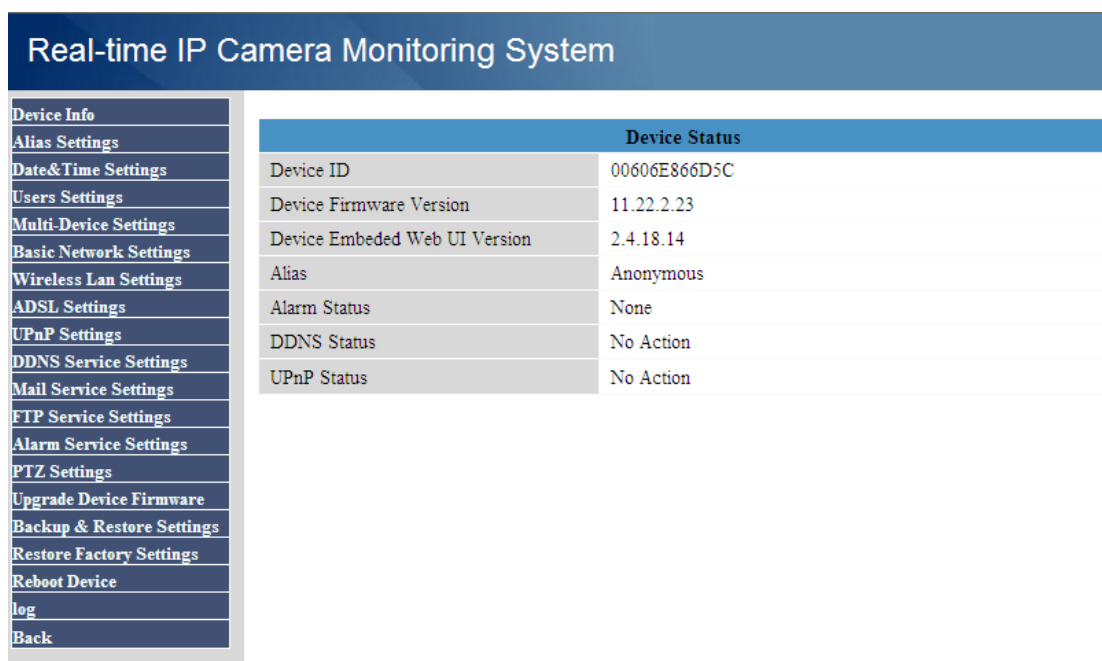 Real-time IP Camera Monitoring System
Device Info
Alias Settings
Date&Time Settings
Users Settings
Multi-Device Settings
Basic Network Settings
Wireless Lan Settings
ADSL Settings
UPnP Settings
DDNS Service Settings
Mail Service Settings
FTP Service Settings
Alarm Service Settings
PTZ Settings
Upgrade Device Firmware
Backup & Restore Settings
Restore Factory Settings
Reboot Device
log
Back
Device Status
Device ID 00606E866D5C
Device Firmware Version 11.22.2.23
Device Embeded Web UI Version 2.4.18.14
Alias Anonymous
Alarm Status None
DDNS Status No Action
UPnP Status No Action